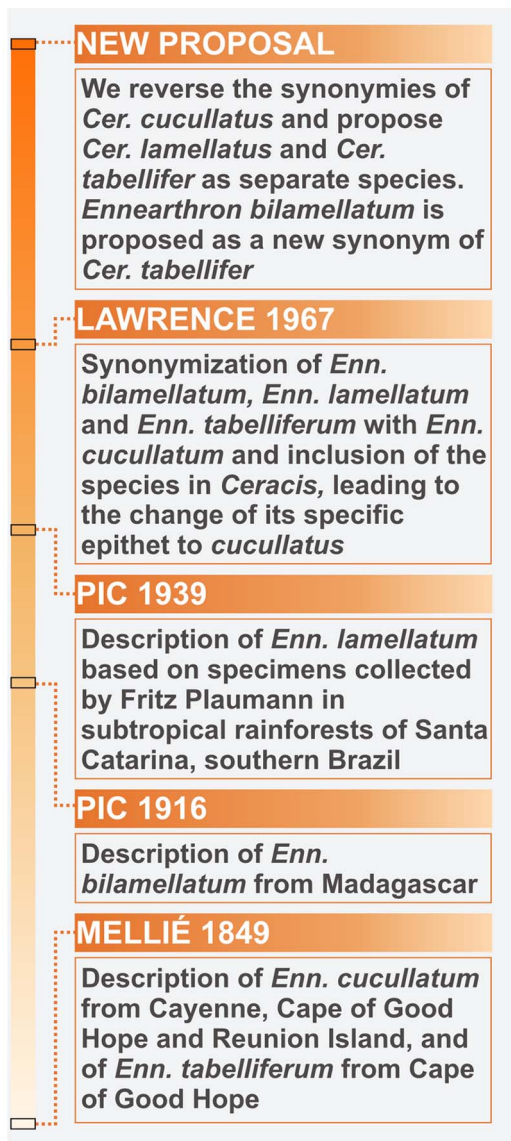 NEW PROPOSAL
We reverse the synonymies of
Cer. cucullatus and propose
Cer. lamellatus and Cer.
tabellifer as separate species.
Ennearthron bilamellatum is
proposed as a new synonym of
Cer. tabellifer
LAWRENCE 1967
Synonymization of Enn.
bilamellatum, Enn. lamellatum
and Enn. tabelliferum with Enn.
cucullatum and inclusion of the
species in Ceracis, leading to
the change of its specific
epithet to cucullatus
PIC 1939
Description of Enn. lamellatum
based on specimens collected
by Fritz Plaumann in
subtropical rainforests of Santa
Catarina, southern Brazil
PIC 1916
Description of Enn.
bilamellatum from Madagascar
MELLIÉ 1849
Description of Enn. cucullatum
from Cayenne, Cape of Good
Hope and Reunion Island, and
of Enn. tabelliferum from Cape
of Good Hope